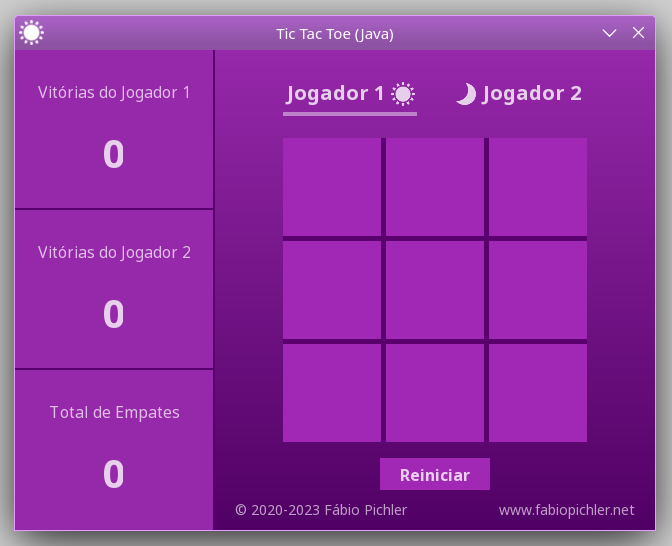 Tic Tac Toe (Java)
Vitórias do Jogador 1
0
Vitórias do Jogador 2
0
Total de Empates
0
Jogador 1
Jogador 2
Reiniciar
© 2020-2023 Fábio Pichler
www.fabiopichler.net